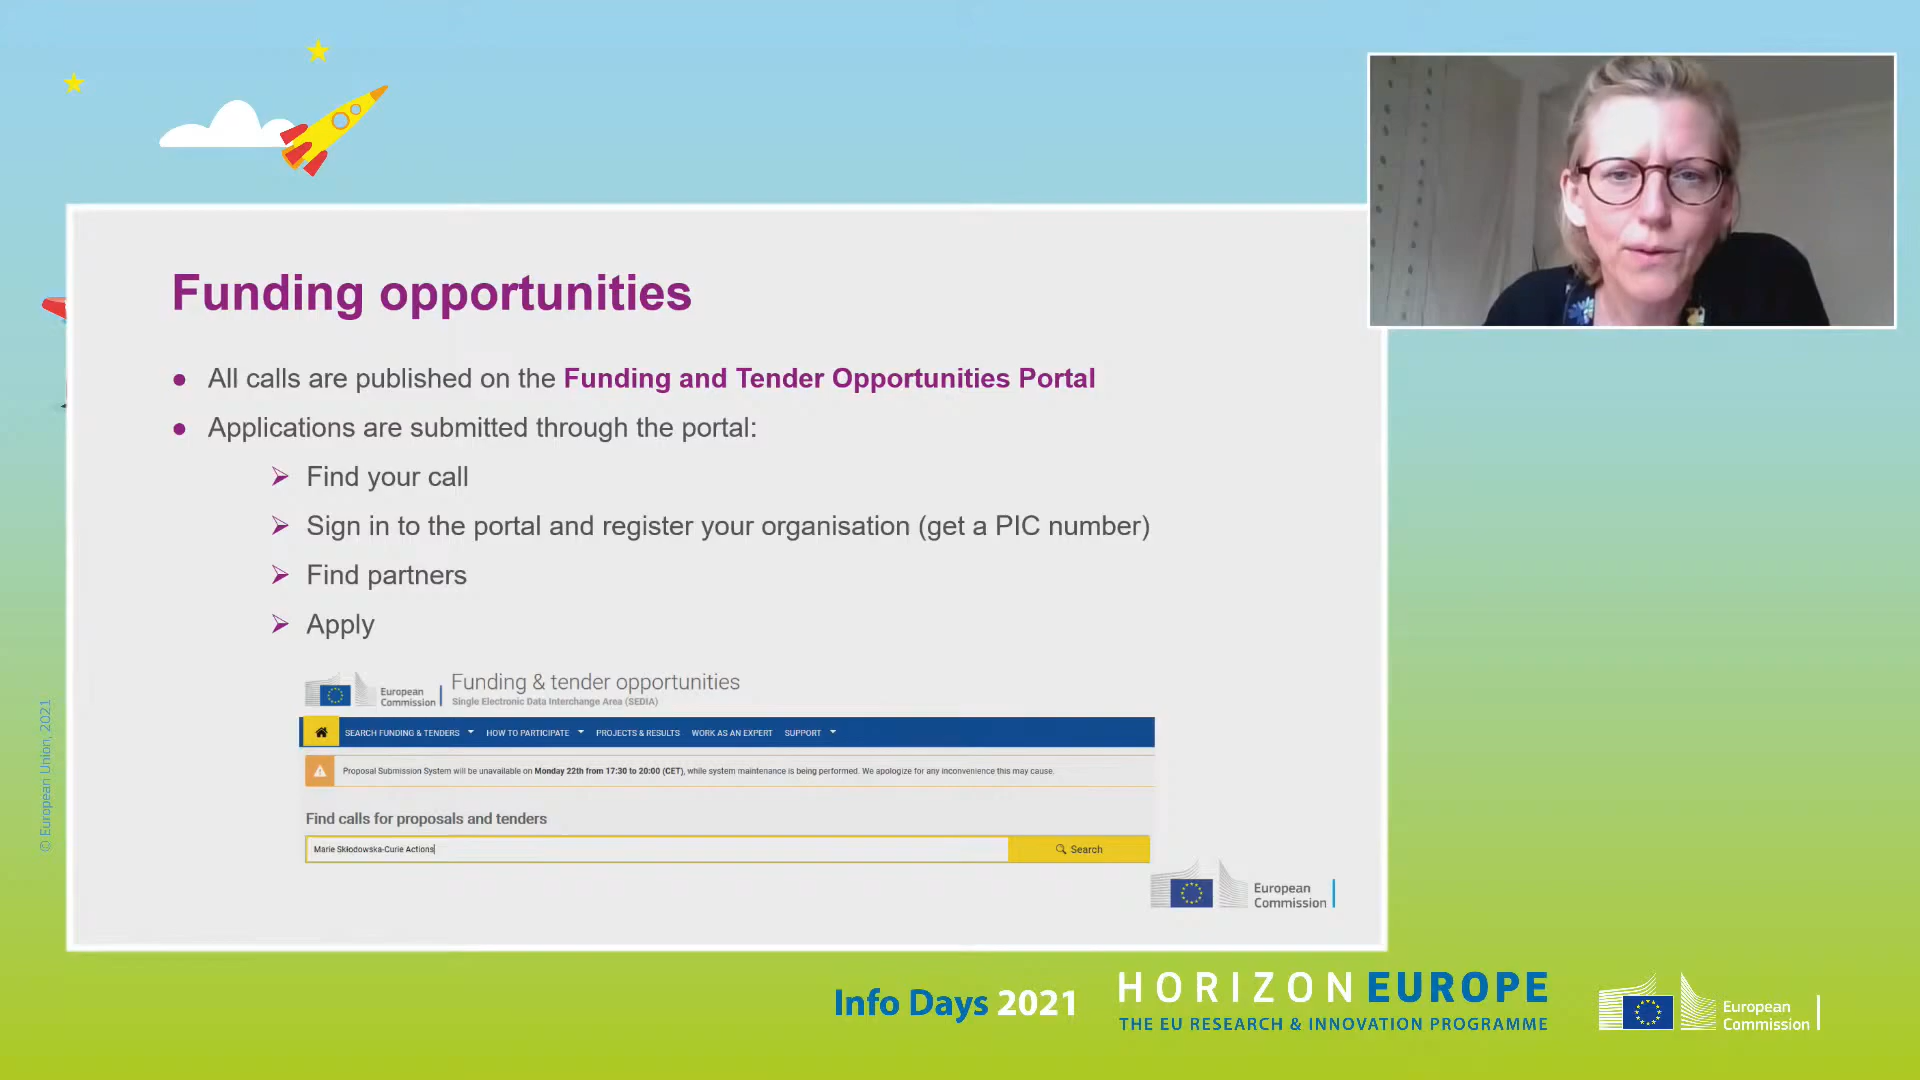 Funding opportunities
All calls are published on the Funding and Tender Opportunities Portal
Applications are submitted through the portal:
Find your call
Sign in to the portal and register your organisation (get a PIC number)
Find partners
Apply
European
Commission
Funding & tender opportunities
Single Electronic Data Interchange Area (SEDIA)
SEARCH FUNDING & TENDERS HOW TO PARTICIPATE PROJECTS & RESULTS WORK AS AN EXPERT SUPPORT
Proposal Submission System will be unavailable on Monday 22th from 17:30 to 20:00 (CET), while system maintenance is being performed. We apologize for any inconvenience this may cause.
Find calls for proposals and tenders
Marie Skłodowska-Curie Actions
Search
European
Commission
© European Union, 2021
Info Days 2021
HORIZON EUROPE
THE EU RESEARCH & INNOVATION PROGRAMME
European
Commission